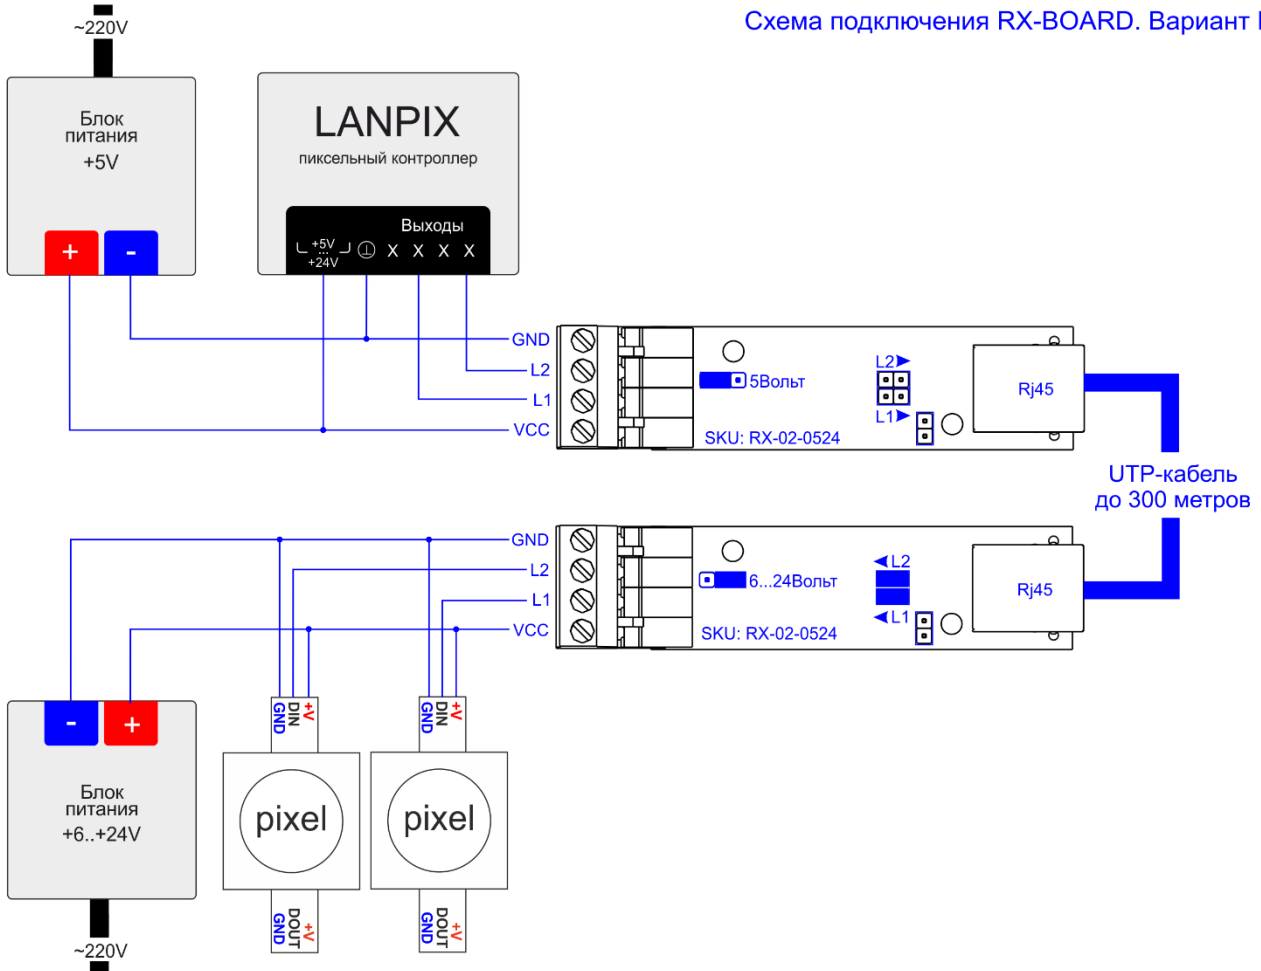 Схема подключения RX-BOARD. Вариант
~220V
Блок
питания
+5V
+
-
LANPIX
пиксельный контроллер
Выходы
+5V
...
+24V
X X X X
GND
L2
L1
VCC
5Вольт
SKU: RX-02-0524
L2
L1
Rj45
UTP-кабель
до 300 метров
GND
L2
L1
VCC
6...24Вольт
SKU: RX-02-0524
L2
L1
Rj45
-
+
Блок
питания
+6..+24V
~220V
GND
DIN
+V
pixel
GND
DOUT
+V
GND
DIN
+V
pixel
GND
DOUT
+V